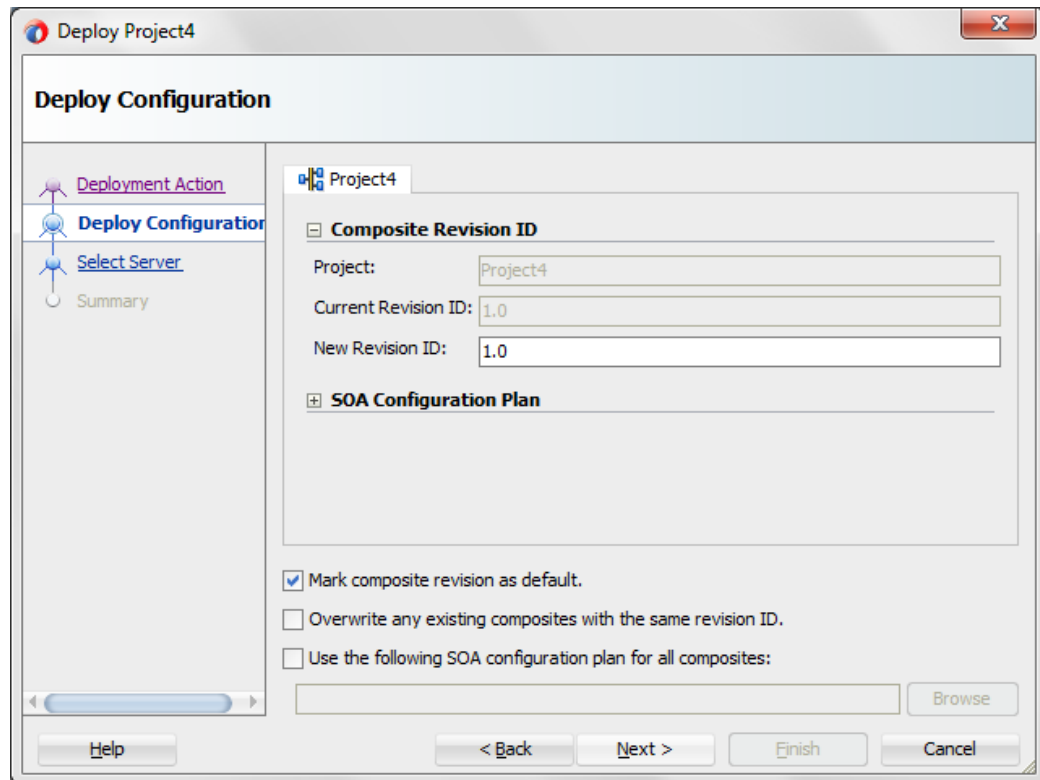 Deploy Project4
Deploy Configuration
Deployment Action
Deploy Configuration
Select Server
Summary
Project4
Composite Revision ID
Project: Project4
Current Revision ID: 1.0
New Revision ID: 1.0
SOA Configuration Plan
Mark composite revision as default.
Overwrite any existing composites with the same revision ID.
Use the following SOA configuration plan for all composites:
Browse
Help < Back Next > Finish Cancel